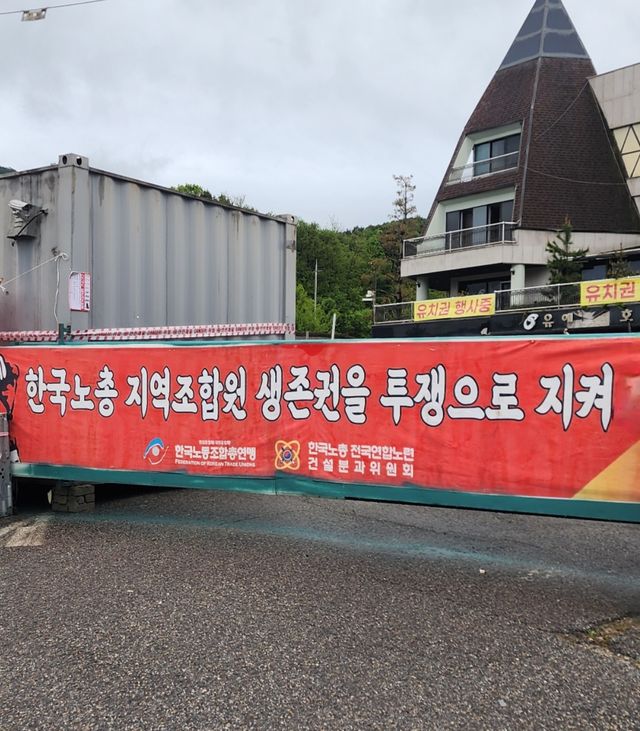 유치권 행사중
유치권
한국노총 지역조합원 생존권을 투쟁으로 지켜
한국노동조합총연맹
FEDERATION OF KOREAN TRADE UNIONS
한국노총 전국연합노련
건설분과위원회